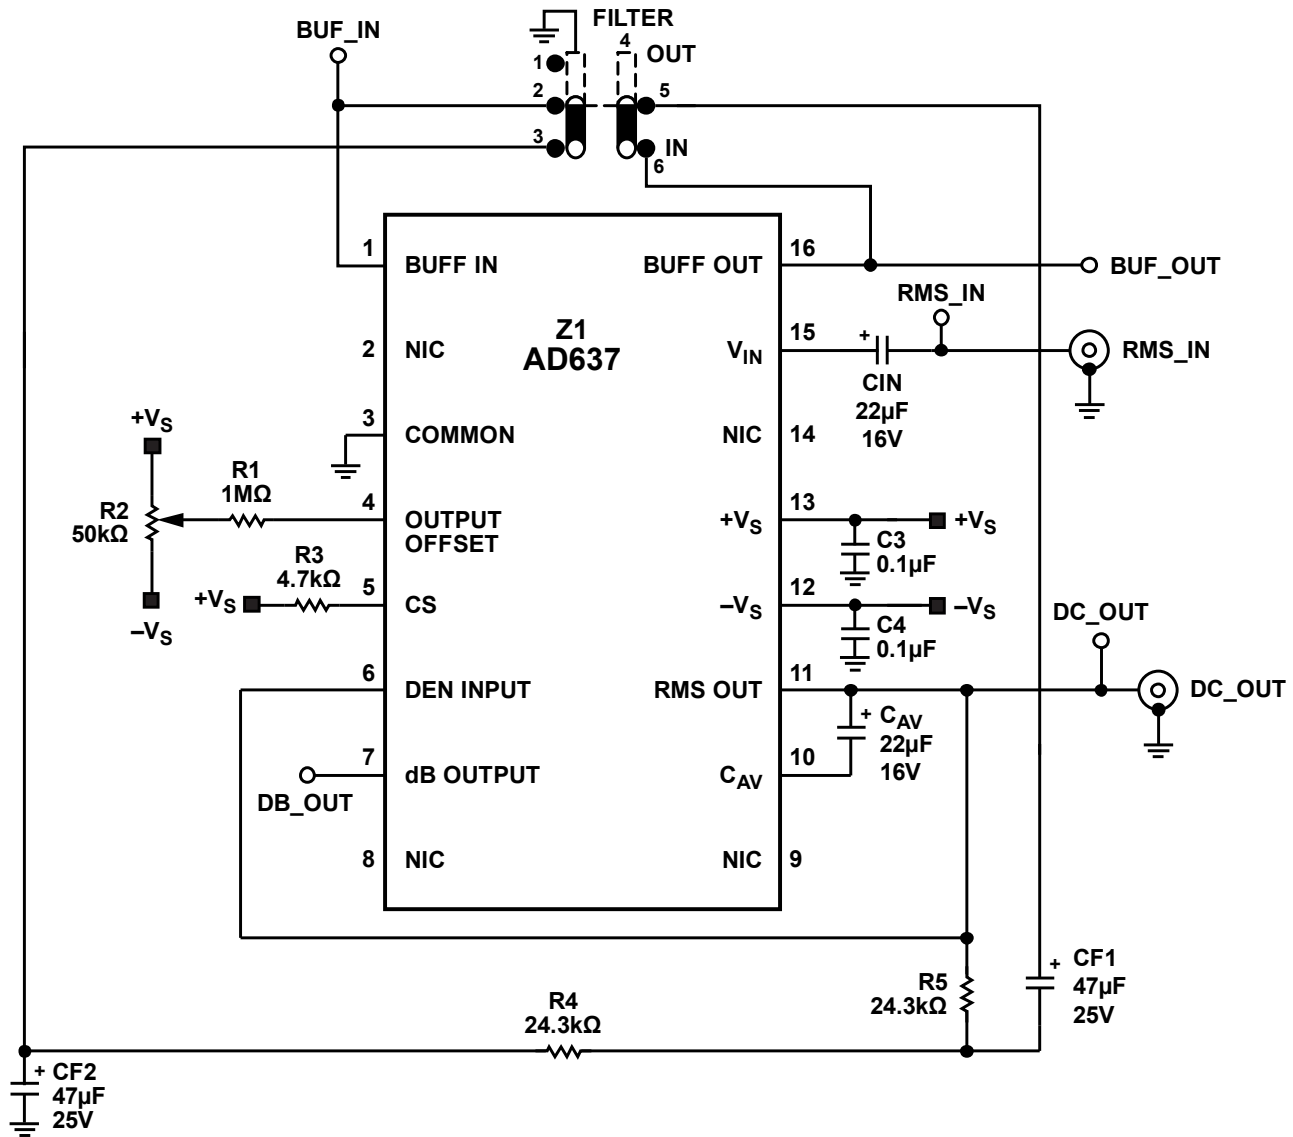 FILTER
BUF_IN
4
OUT
1
2
5
3
IN
6
1
BUFF IN
BUFF OUT
16
BUF_OUT
RMS_IN
Z1
AD637
2
NIC
VIN
15
+
RMS_IN
CIN
22µF
16V
+VS
3
COMMON
NIC
14
R1
1MΩ
R2
50kΩ
4
OUTPUT
OFFSET
+VS
13
+VS
C3
0.1µF
R3
4.7kΩ
+VS
5
CS
–VS
12
–VS
–VS
C4
0.1µF
DC_OUT
6
DEN INPUT
RMS OUT
11
DC_OUT
+ CAV
22µF
16V
7
dB OUTPUT
CAV
10
DB_OUT
8
NIC
NIC
9
R5
24.3kΩ
+ CF1
47µF
25V
R4
24.3kΩ
+ CF2
47µF
25V